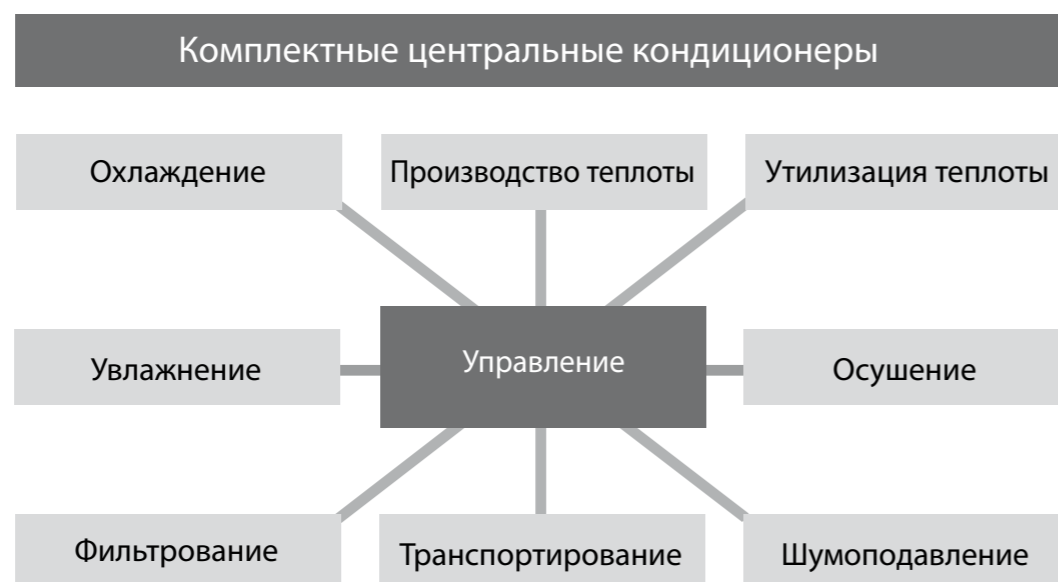 Комплектные центральные кондиционеры
Охлаждение
Производство теплоты
Утилизация теплоты
Увлажнение
Управление
Осушение
Фильтрование
Транспортирование
Шумоподавление